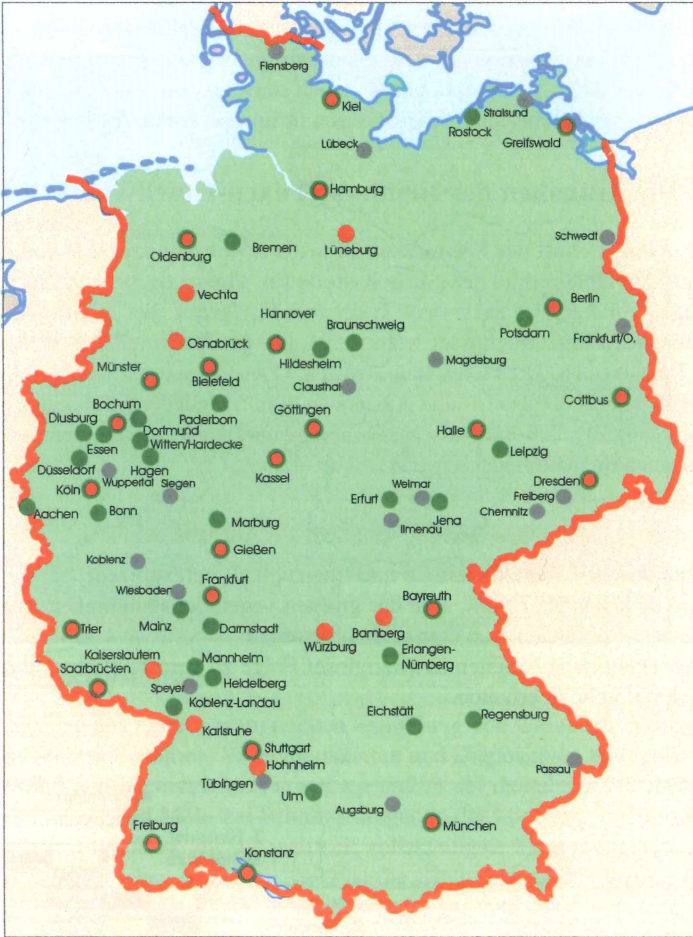 Flensberg
Kiel
Stralsund
Rostock
Greifswald
Lübeck
Hamburg
Schwedt
Oldenburg
Bremen
Lüneburg
Vechta
Berlin
Hannover
Braunschweig
Potsdam
Frankfurt/O.
Osnabrück
Hildesheim
Magdeburg
Münster
Bielefeld
Clausthal
Cottbus
Bochum
Paderborn
Göttingen
Diusburg
Dortmund
Halle
Essen
Witten/Hardecke
Leipzig
Düsseldorf
Hagen
Kassel
Wuppertal
Siegen
Köln
Weimar
Dresden
Erfurt
Freiberg
Aachen
Bonn
Jena
Chemnitz
Marburg
Ilmenau
Gießen
Koblenz
Frankfurt
Wiesbaden
Bayreuth
Mainz
Darmstadt
Trier
Würzburg
Bamberg
Kaiserslautern
Mannheim
Erlangen-
Nürnberg
Saarbrücken
Speyer
Heidelberg
Koblenz-Landau
Eichstätt
Regensburg
Karlsruhe
Stuttgart
Hohnheim
Passau
Tübingen
Ulm
Augsburg
München
Freiburg
Konstanz